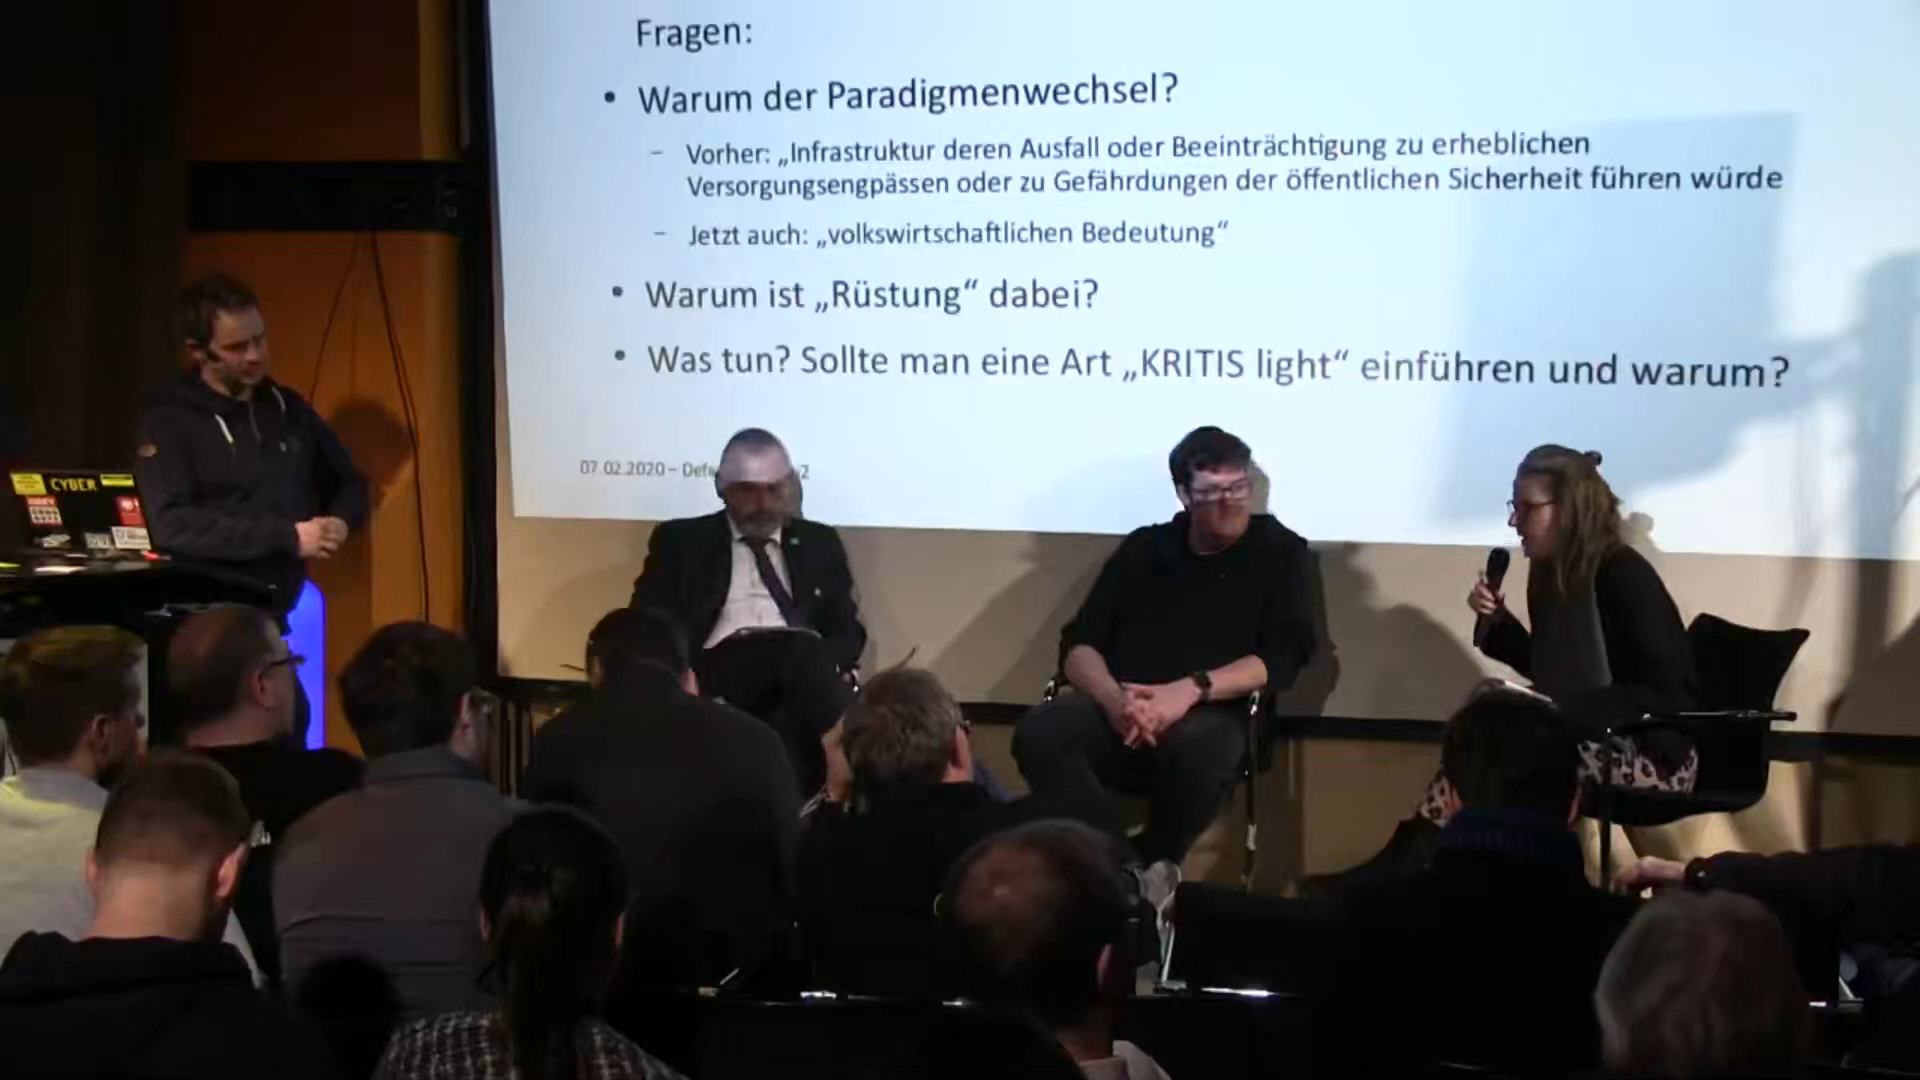 Fragen:
• Warum der Paradigmenwechsel?
– Vorher: „Infrastruktur deren Ausfall oder Beeinträchtigung zu erheblichen
Versorgungsengpässen oder zu Gefährdungen der öffentlichen Sicherheit führen würde
– Jetzt auch: „volkswirtschaftlichen Bedeutung“
• Warum ist „Rüstung“ dabei?
• Was tun? Sollte man eine Art „KRITIS light“ einführen und warum?
07.02.2020 –
CYBER